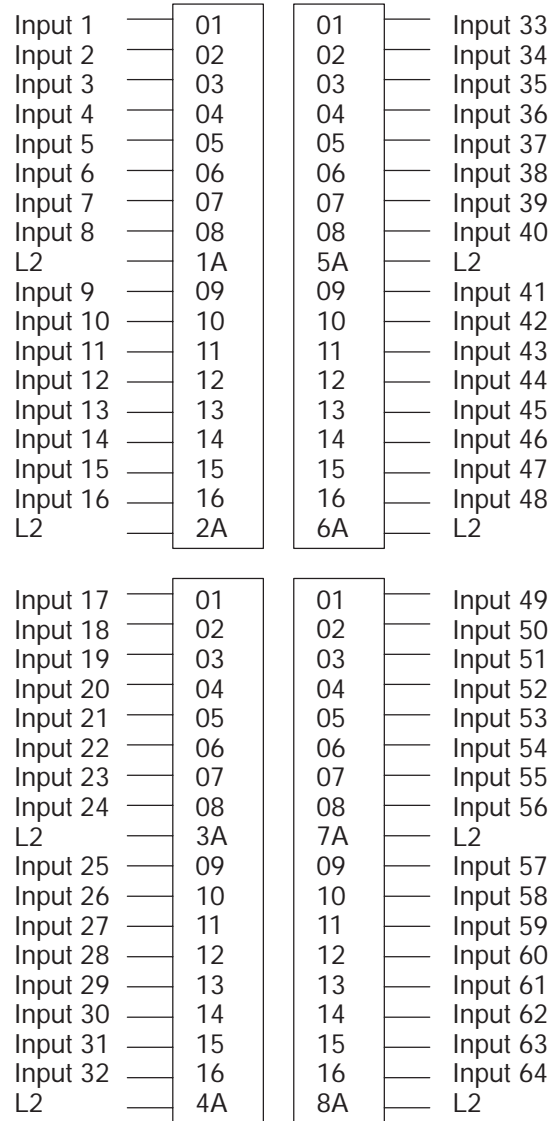 Input 1 01 01 Input 33
Input 2 02 02 Input 34
Input 3 03 03 Input 35
Input 4 04 04 Input 36
Input 5 05 05 Input 37
Input 6 06 06 Input 38
Input 7 07 07 Input 39
Input 8 08 08 Input 40
L2 1A 5A L2
Input 9 09 09 Input 41
Input 10 10 10 Input 42
Input 11 11 11 Input 43
Input 12 12 12 Input 44
Input 13 13 13 Input 45
Input 14 14 14 Input 46
Input 15 15 15 Input 47
Input 16 16 16 Input 48
L2 2A 6A L2
Input 17 01 01 Input 49
Input 18 02 02 Input 50
Input 19 03 03 Input 51
Input 20 04 04 Input 52
Input 21 05 05 Input 53
Input 22 06 06 Input 54
Input 23 07 07 Input 55
Input 24 08 08 Input 56
L2 3A 7A L2
Input 25 09 09 Input 57
Input 26 10 10 Input 58
Input 27 11 11 Input 59
Input 28 12 12 Input 60
Input 29 13 13 Input 61
Input 30 14 14 Input 62
Input 31 15 15 Input 63
Input 32 16 16 Input 64
L2 4A 8A L2